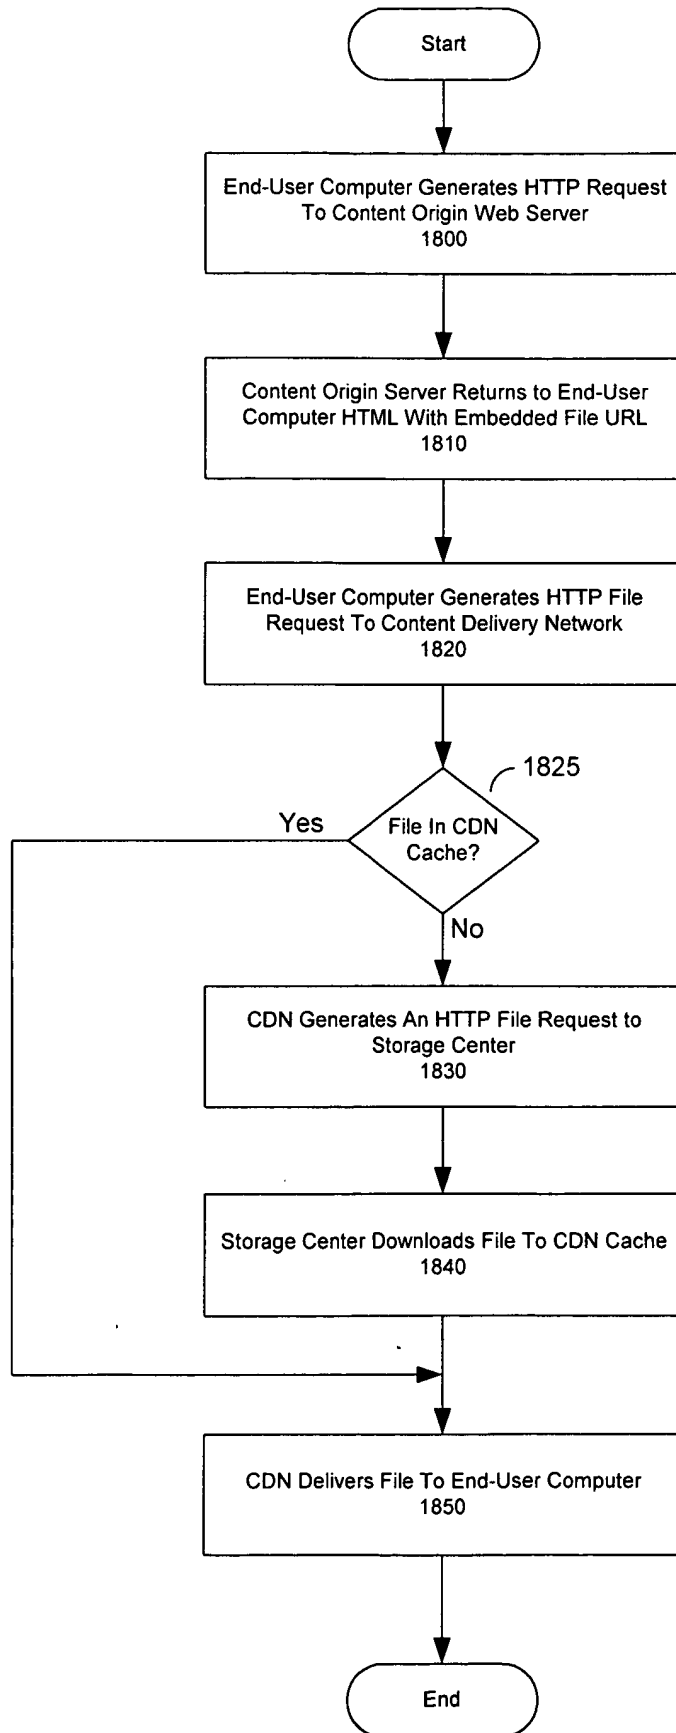 Start
End-User Computer Generates HTTP Request
To Content Origin Web Server
1800
Content Origin Server Returns to End-User
Computer HTML With Embedded File URL
1810
End-User Computer Generates HTTP File
Request To Content Delivery Network
1820
1825
Yes
File In CDN
Cache?
No
CDN Generates An HTTP File Request to
Storage Center
1830
Storage Center Downloads File To CDN Cache
1840
CDN Delivers File To End-User Computer
1850
End